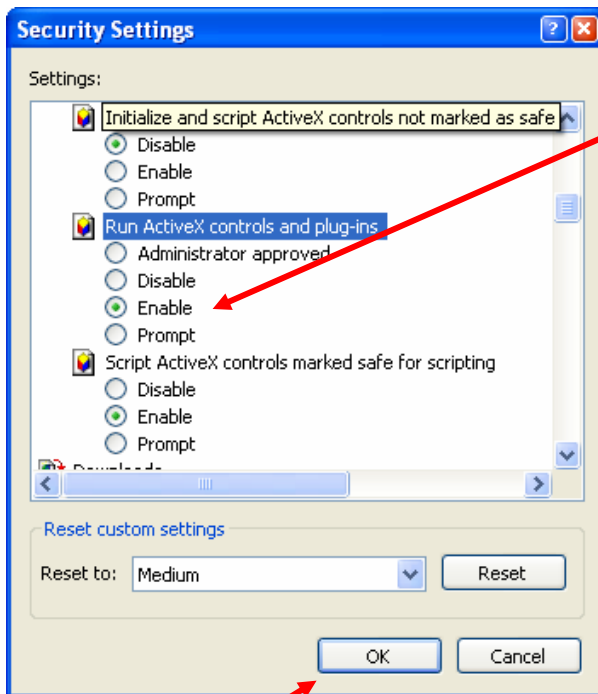 Security Settings
Settings:
Initialize and script ActiveX controls not marked as safe
Disable
Enable
Prompt
Run ActiveX controls and plug-ins
Administrator approved
Disable
Enable
Prompt
Script ActiveX controls marked safe for scripting
Disable
Enable
Prompt
Downloads
Reset custom settings
Reset to: Medium Reset
OK Cancel